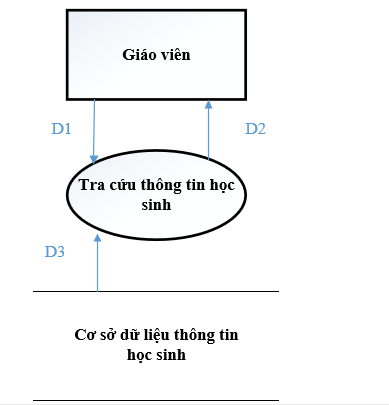 Giáo viên
D1
D2
Tra cứu thông tin học
sinh
D3
Cơ sở dữ liệu thông tin
học sinh